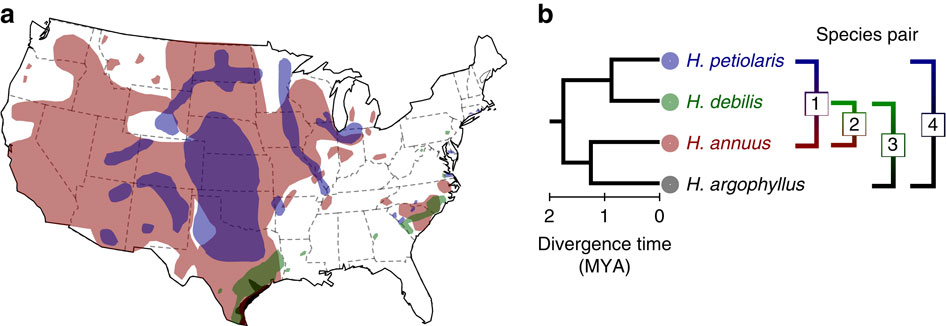 a
b
Species pair
H. petiolaris
H. debilis
H. annuus
H. argophyllus
1
2
3
4
2 1 0
Divergence time
(MYA)